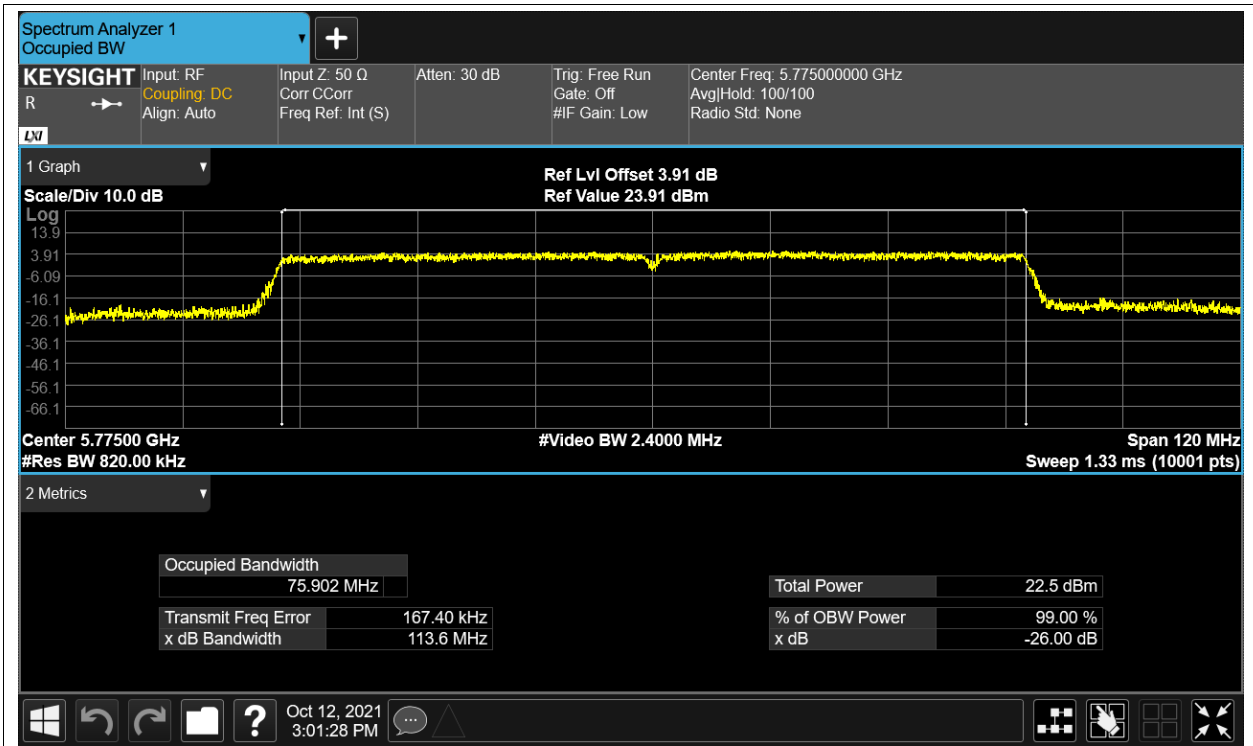 Spectrum Analyzer 1
Occupied BW
+
KEYSIGHT
R
LXI
Input: RF
Coupling: DC
Align: Auto
Input Z: 50 Ω
Corr CCorr
Freq Ref: Int (S)
Atten: 30 dB
Trig: Free Run
Gate: Off
#IF Gain: Low
Center Freq: 5.775000000 GHz
Avg|Hold: 100/100
Radio Std: None
1 Graph
Scale/Div 10.0 dB
Ref Lvl Offset 3.91 dB
Ref Value 23.91 dBm
Log
13.9
3.91
-6.09
-16.1
-26.1
-36.1
-46.1
-56.1
-66.1
Center 5.77500 GHz
#Video BW 2.4000 MHz
Span 120 MHz
#Res BW 820.00 kHz
Sweep 1.33 ms (10001 pts)
2 Metrics
Occupied Bandwidth
75.902 MHz
Total Power 22.5 dBm
Transmit Freq Error 167.40 kHz
% of OBW Power 99.00 %
x dB Bandwidth 113.6 MHz
x dB -26.00 dB
?
Oct 12, 2021
3:01:28 PM